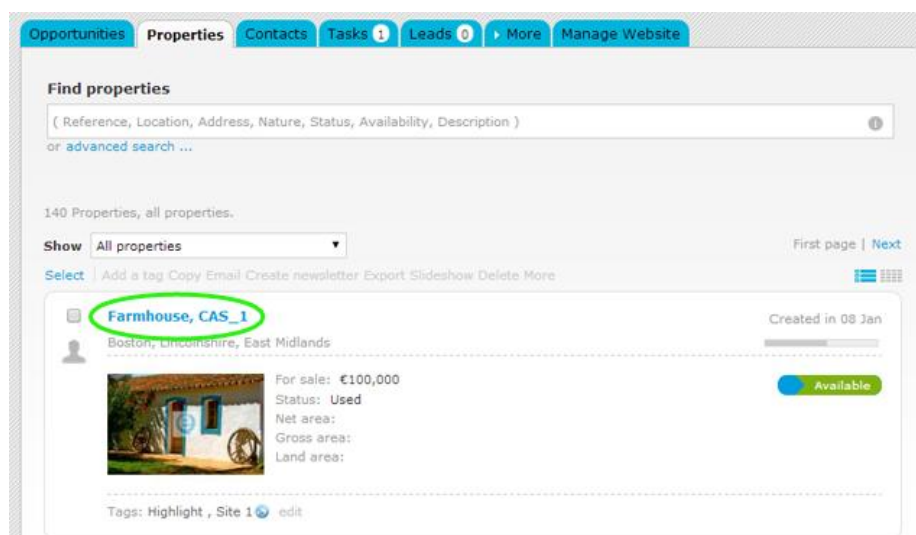 Opportunities Properties Contacts Tasks 1 Leads 0 More Manage Website
Find properties
( Reference, Location, Address, Nature, Status, Availability, Description )
or advanced search ...
140 Properties, all properties.
Show All properties First page | Next
Select Add a tag Copy Email Create newsletter Export Slideshow Delete More
Farmhouse, CAS_1 Created in 08 Jan
Boston, Lincolnshire, East Midlands
For sale: €100,000 Available
Status: Used
Net area:
Gross area:
Land area:
Tags: Highlight , Site 1 edit